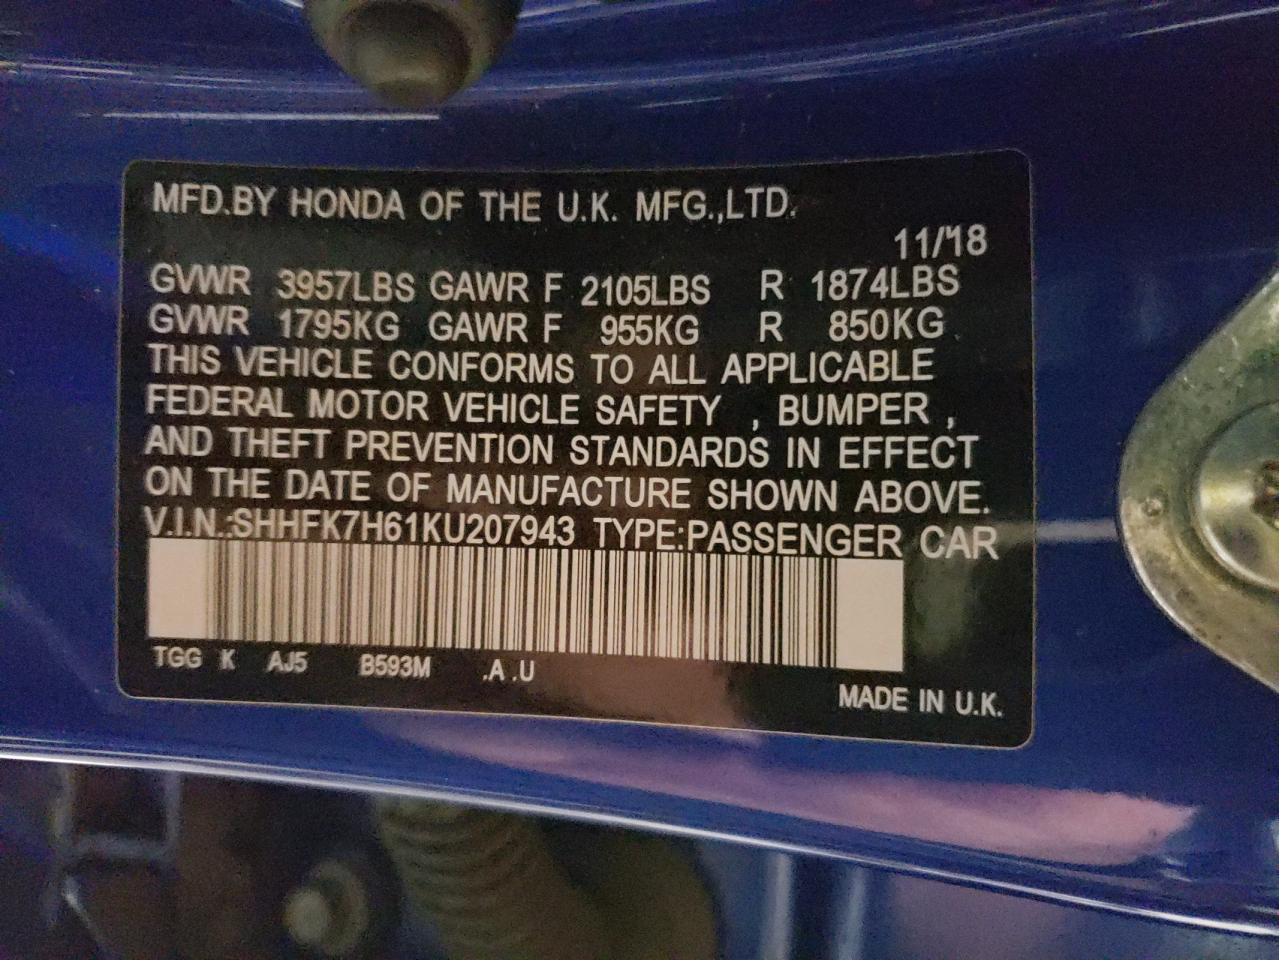 MFD.BY HONDA OF THE U.K. MFG.,LTD.
11/'18
GVWR 3957LBS GAWR F 2105LBS R 1874LBS
GVWR 1795KG GAWR F 955KG R 850KG
THIS VEHICLE CONFORMS TO ALL APPLICABLE
FEDERAL MOTOR VEHICLE SAFETY , BUMPER ,
AND THEFT PREVENTION STANDARDS IN EFFECT
ON THE DATE OF MANUFACTURE SHOWN ABOVE.
V.I.N.:SHHFK7H61KU207943 TYPE:PASSENGER CAR
TGG K AJ5 B593M .A .U
MADE IN U.K.